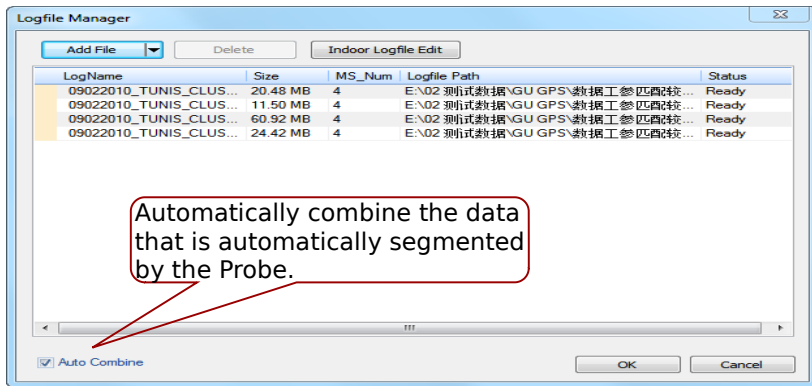 Logfile Manager
Add File Delete Indoor Logfile Edit
LogName Size MS_Num Logfile Path Status
09022010_TUNIS_CLUS... 20.48 MB 4 E:\02 测试数据\GU GPS\数据工参匹配较... Ready
09022010_TUNIS_CLUS... 11.50 MB 4 E:\02 测试数据\GU GPS\数据工参匹配较... Ready
09022010_TUNIS_CLUS... 60.92 MB 4 E:\02 测试数据\GU GPS\数据工参匹配较... Ready
09022010_TUNIS_CLUS... 24.42 MB 4 E:\02 测试数据\GU GPS\数据工参匹配较... Ready
Automatically combine the data
that is automatically segmented
by the Probe.
Auto Combine
OK Cancel